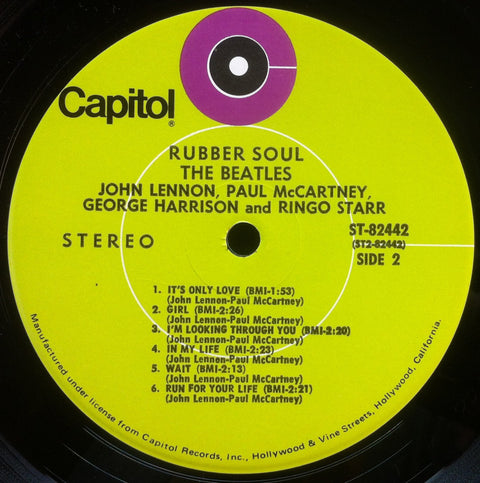 Capitol®
RUBBER SOUL
THE BEATLES
JOHN LENNON, PAUL McCARTNEY,
GEORGE HARRISON and RINGO STARR
STEREO
ST-82442
(ST2-82442)
SIDE 2
1. IT'S ONLY LOVE (BMI-1:53)
(John Lennon-Paul McCartney)
2. GIRL (BMI-2:26)
(John Lennon-Paul McCartney)
3. I'M LOOKING THROUGH YOU (BMI-2:20)
(John Lennon-Paul McCartney)
4. IN MY LIFE (BMI-2:23)
(John Lennon-Paul McCartney)
5. WAIT (BMI-2:13)
(John Lennon-Paul McCartney)
6. RUN FOR YOUR LIFE (BMI-2:21)
(John Lennon-Paul McCartney)
Manufactured under license from Capitol Records, Inc., Hollywood & Vine Streets, Hollywood, California.